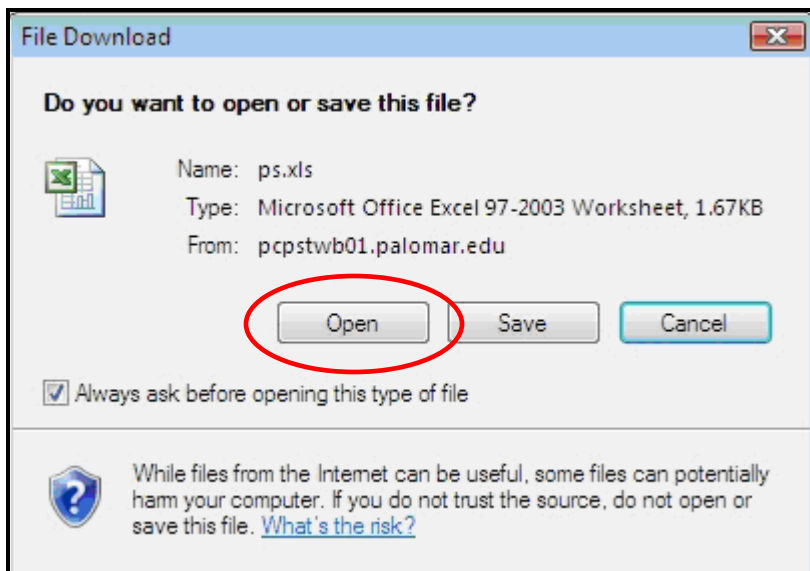 File Download
Do you want to open or save this file?
Name: ps.xls
Type: Microsoft Office Excel 97-2003 Worksheet, 1.67KB
From: pcpstwb01.palomar.edu
Open Save Cancel
Always ask before opening this type of file
While files from the Internet can be useful, some files can potentially
harm your computer. If you do not trust the source, do not open or
save this file. What's the risk?